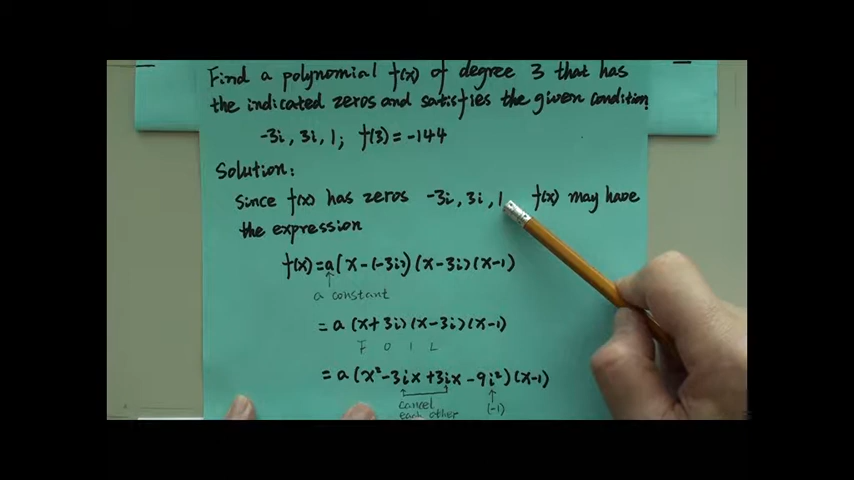 Find a polynomial f(x) of degree 3 that has
the indicated zeros and satisfies the given condition
-3i, 3i, 1; f(3) = -144
Solution:
Since f(x) has zeros -3i, 3i, 1 f(x) may have
the expression
f(x) = a(x-(-3i))(x-3i)(x-1)
a constant
= a(x+3i)(x-3i)(x-1)
F O I L
= a(x²-3ix+3ix-9i²)(x-1)
cancel
each other (-1)